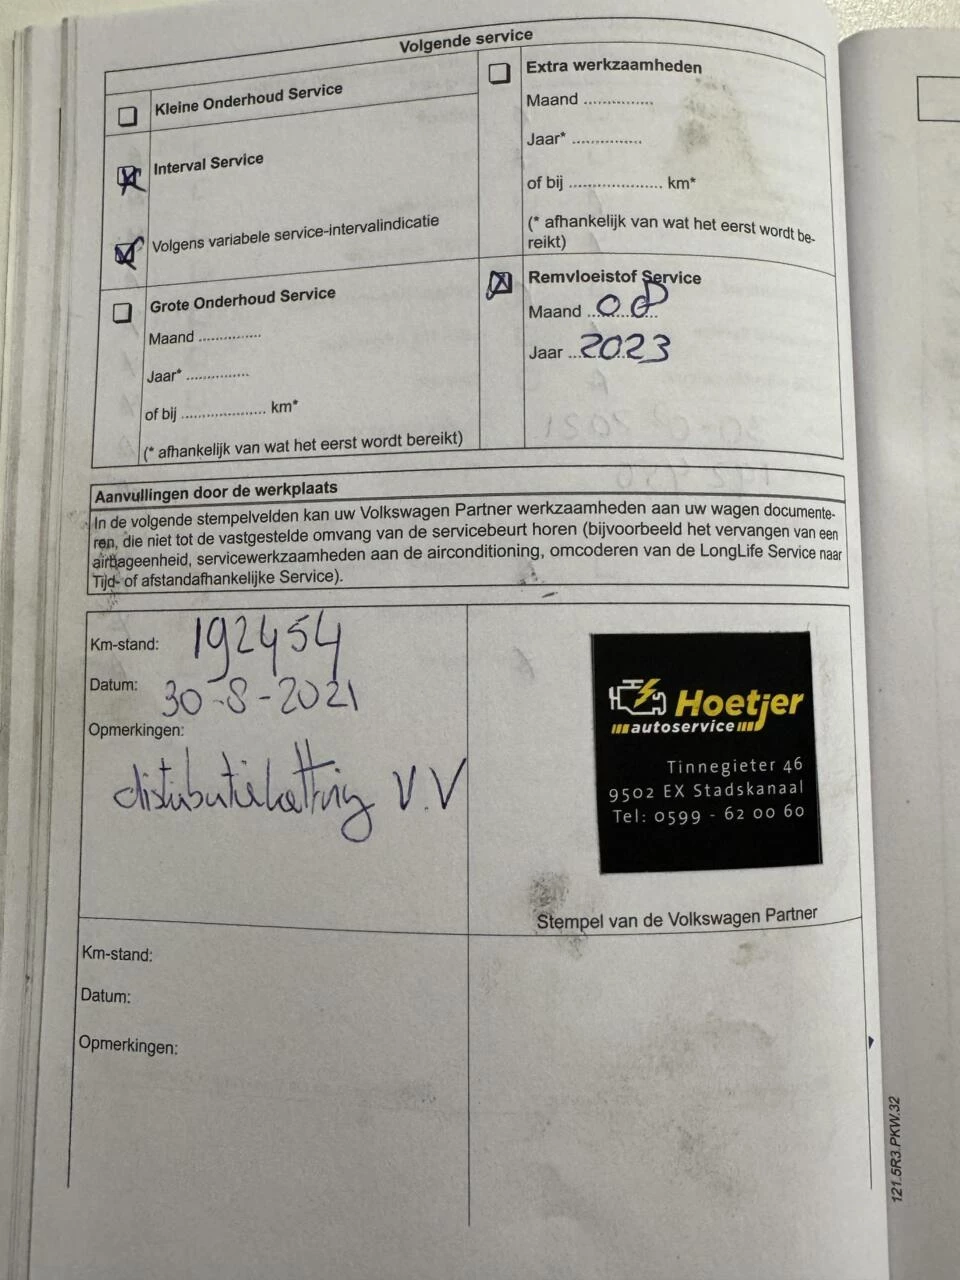 Volgende service
Kleine Onderhoud Service
Interval Service
Volgens variabele service-intervalindicatie
Grote Onderhoud Service
Maand ..............
Jaar* ..............
of bij ................... km*
(* afhankelijk van wat het eerst wordt bereikt)
Extra werkzaamheden
Maand ...............
Jaar* ...............
of bij .................... km*
(* afhankelijk van wat het eerst wordt be-
reikt)
Remvloeistof Service
Maand 08
Jaar 2023
Aanvullingen door de werkplaats
In de volgende stempelvelden kan uw Volkswagen Partner werkzaamheden aan uw wagen documente-
ren, die niet tot de vastgestelde omvang van de servicebeurt horen (bijvoorbeeld het vervangen van een
airbageenheid, servicewerkzaamheden aan de airconditioning, omcoderen van de LongLife Service naar
Tijd- of afstandafhankelijke Service).
Km-stand: 192454
Datum: 30-8-2021
Opmerkingen:
distributieketting V.V
Hoetjer
autoservice
Tinnegieter 46
9502 EX Stadskanaal
Tel: 0599 - 62 00 60
Stempel van de Volkswagen Partner
Km-stand:
Datum:
Opmerkingen:
121.5R3.PKW.32